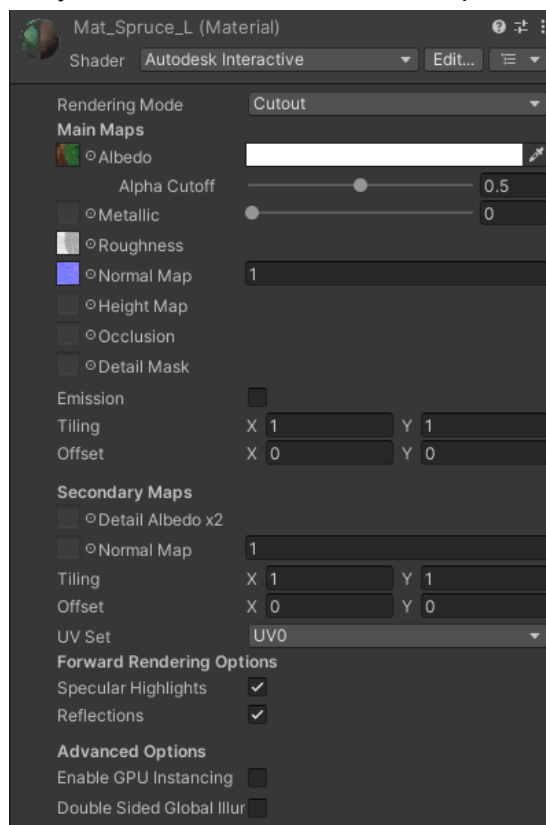 Mat_Spruce_L (Material)
Shader Autodesk Interactive Edit...
Rendering Mode Cutout
Main Maps
Albedo
Alpha Cutoff 0.5
Metallic 0
Roughness
Normal Map 1
Height Map
Occlusion
Detail Mask
Emission
Tiling X 1 Y 1
Offset X 0 Y 0
Secondary Maps
Detail Albedo x2
Normal Map 1
Tiling X 1 Y 1
Offset X 0 Y 0
UV Set UV0
Forward Rendering Options
Specular Highlights
Reflections
Advanced Options
Enable GPU Instancing
Double Sided Global Illur